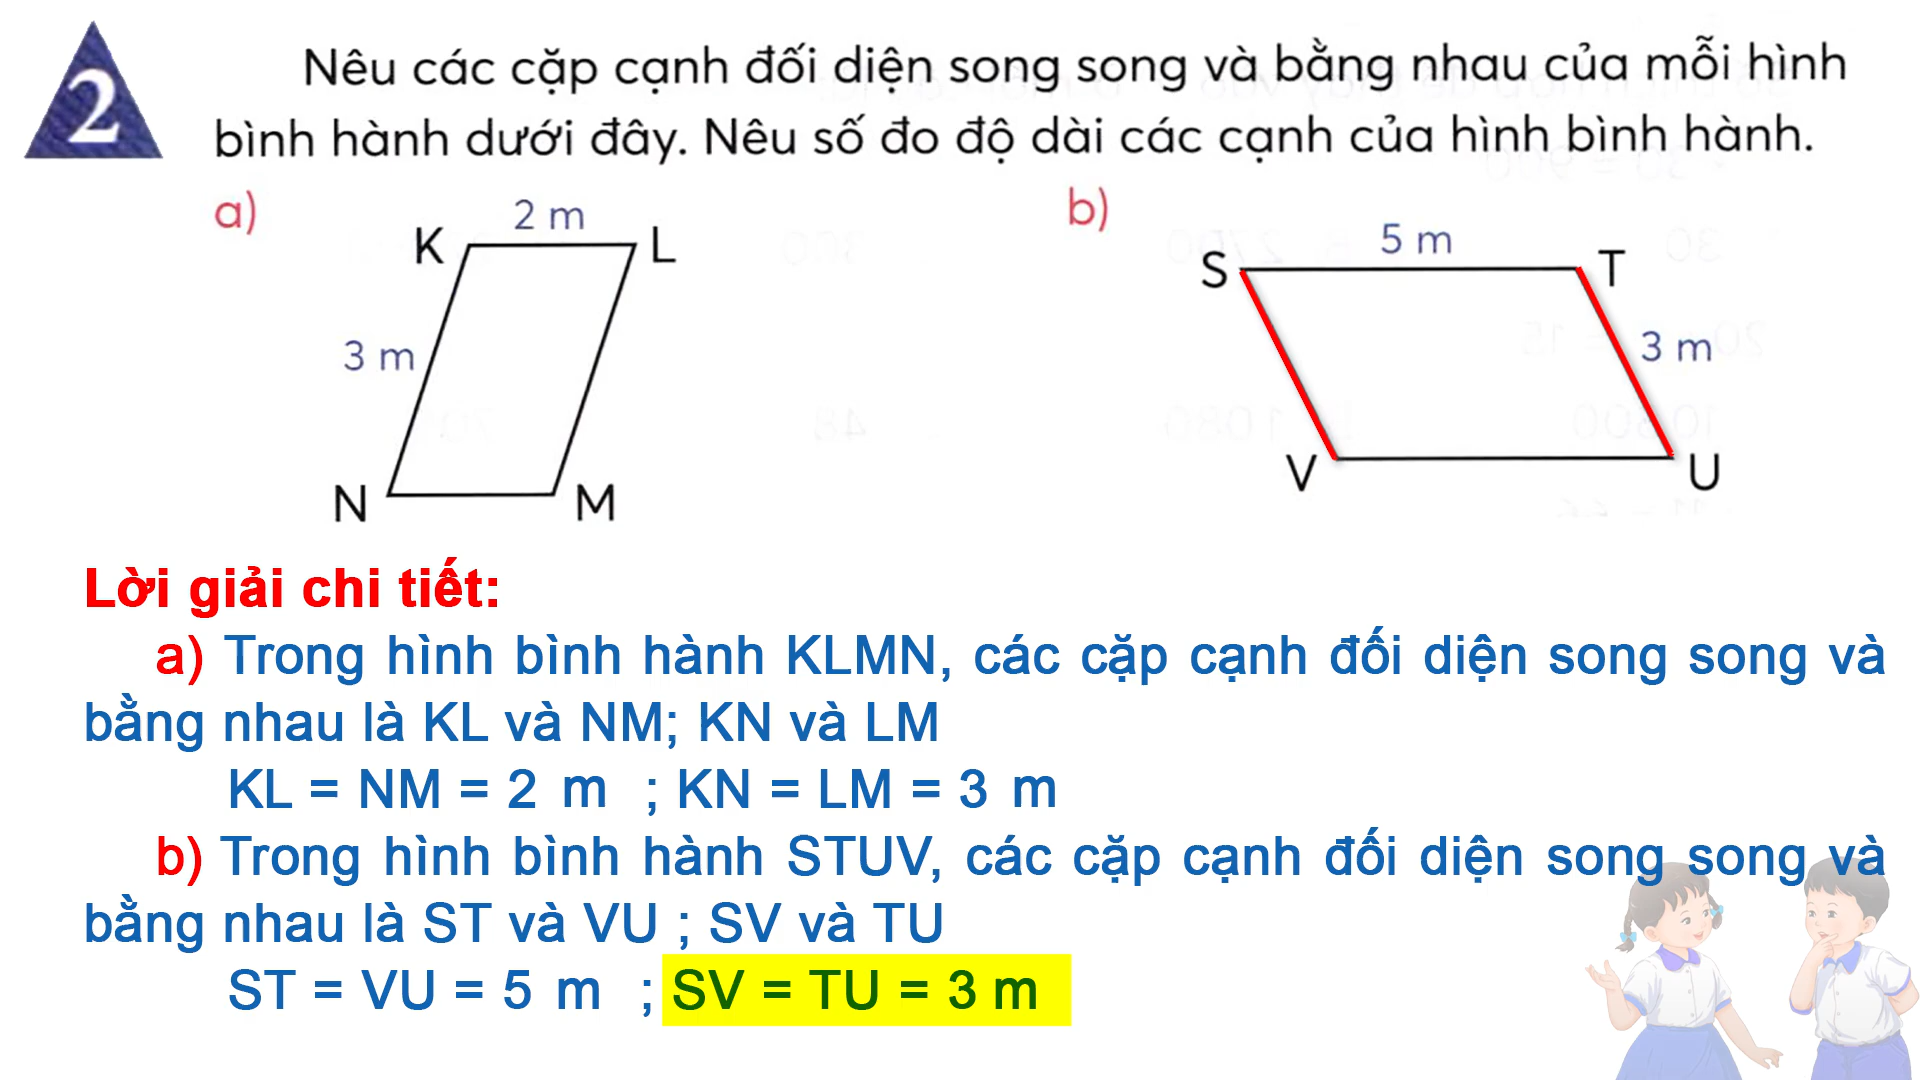 2
Nêu các cặp cạnh đối diện song song và bằng nhau của mỗi hình
bình hành dưới đây. Nêu số đo độ dài các cạnh của hình bình hành.
a)
2 m
K
L
3 m
N
M
b)
5 m
S
T
3 m
V
U
Lời giải chi tiết:
a) Trong hình bình hành KLMN, các cặp cạnh đối diện song song và
bằng nhau là KL và NM; KN và LM
KL = NM = 2 m ; KN = LM = 3 m
b) Trong hình bình hành STUV, các cặp cạnh đối diện song song và
bằng nhau là ST và VU ; SV và TU
ST = VU = 5 m ; SV = TU = 3 m